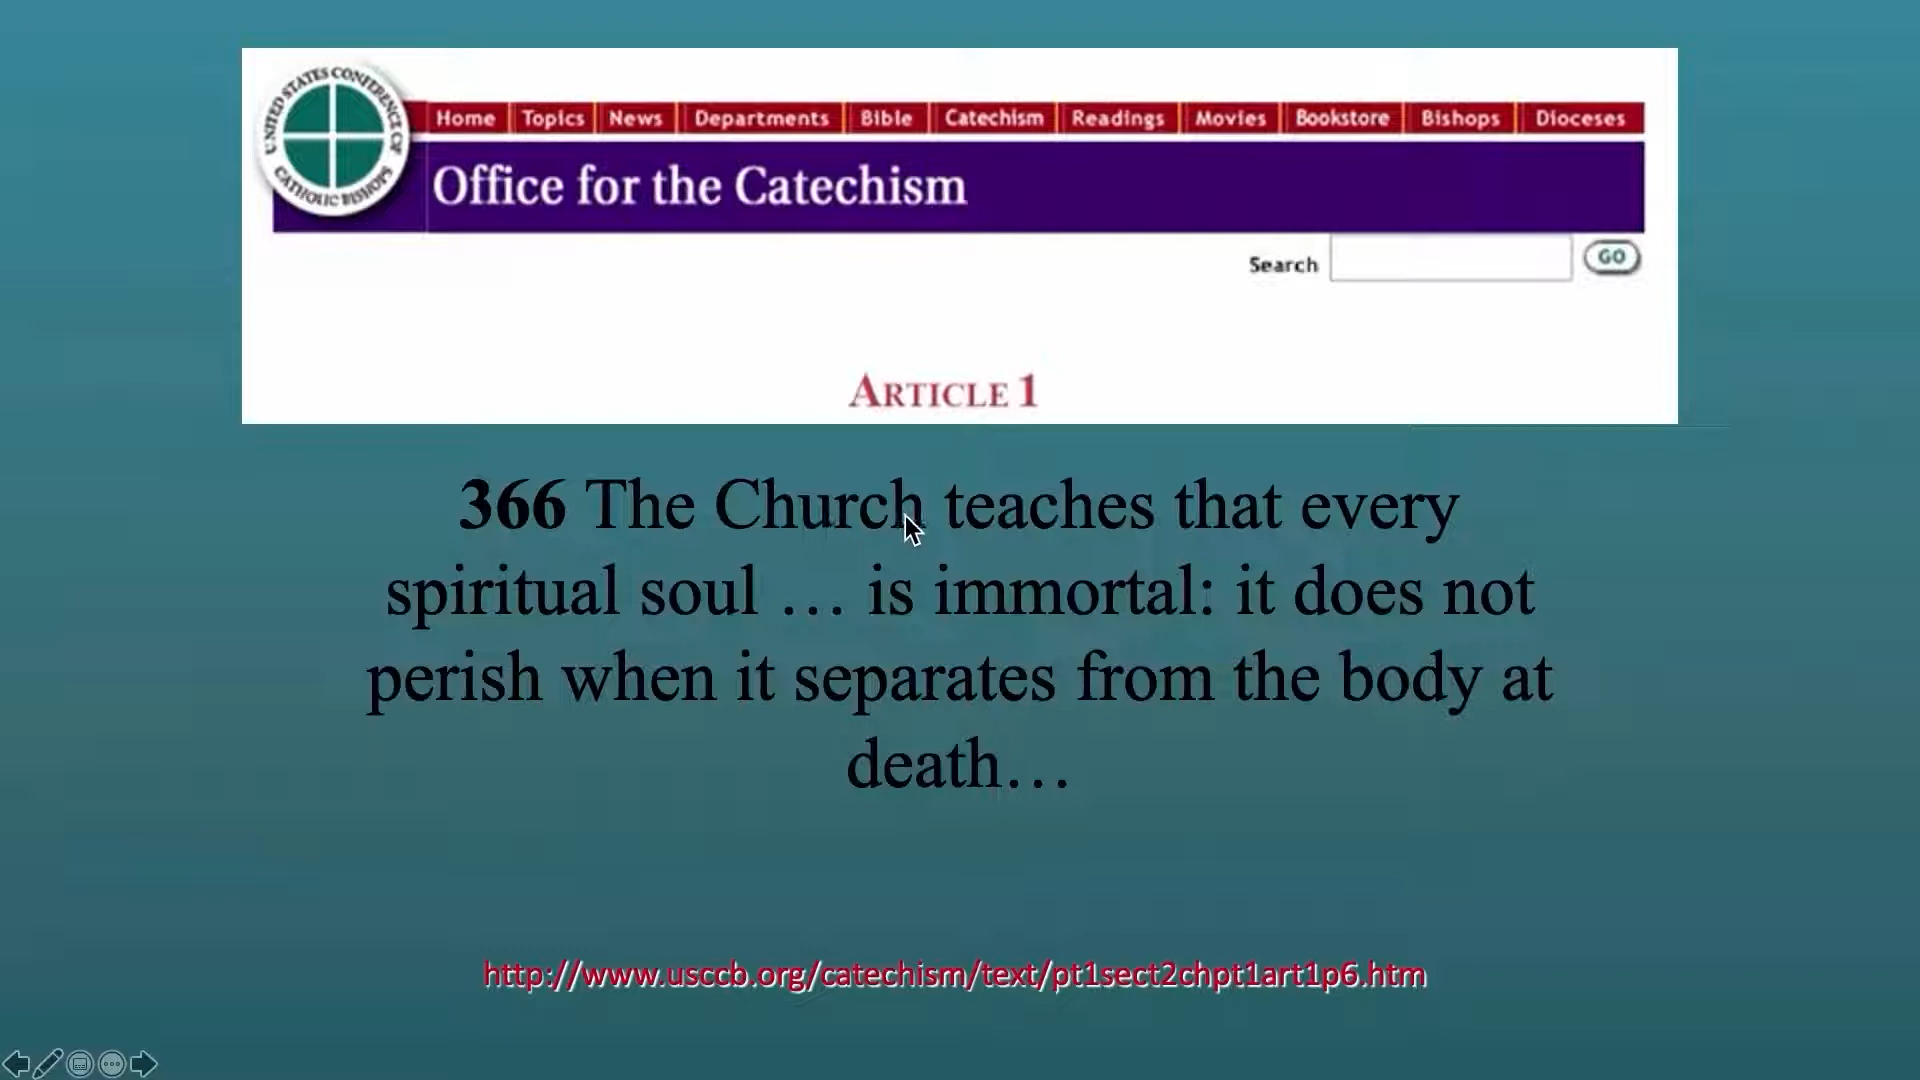 UNITED STATES CONFERENCE OF
CATHOLIC BISHOPS
Home Topics News Departments Bible Catechism Readings Movies Bookstore Bishops Dioceses
Office for the Catechism
Search GO
ARTICLE 1
366 The Church teaches that every
spiritual soul … is immortal: it does not
perish when it separates from the body at
death…
http://www.usccb.org/catechism/text/pt1sect2chpt1art1p6.htm